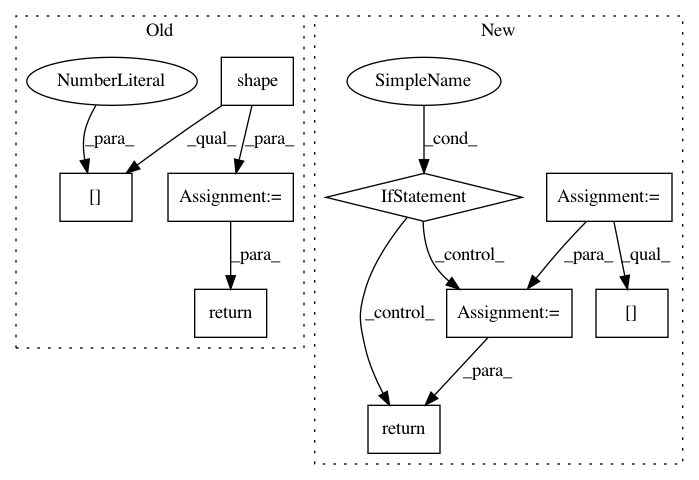 Old
New
NumberLiteral
shape
SimpleName
_para_
_qual_
_para_
_cond_
[]
Assignment:=
IfStatement
Assignment:=
_para_
_control_
_para_
_qual_
return
_control_
Assignment:=
[]
_para_
return